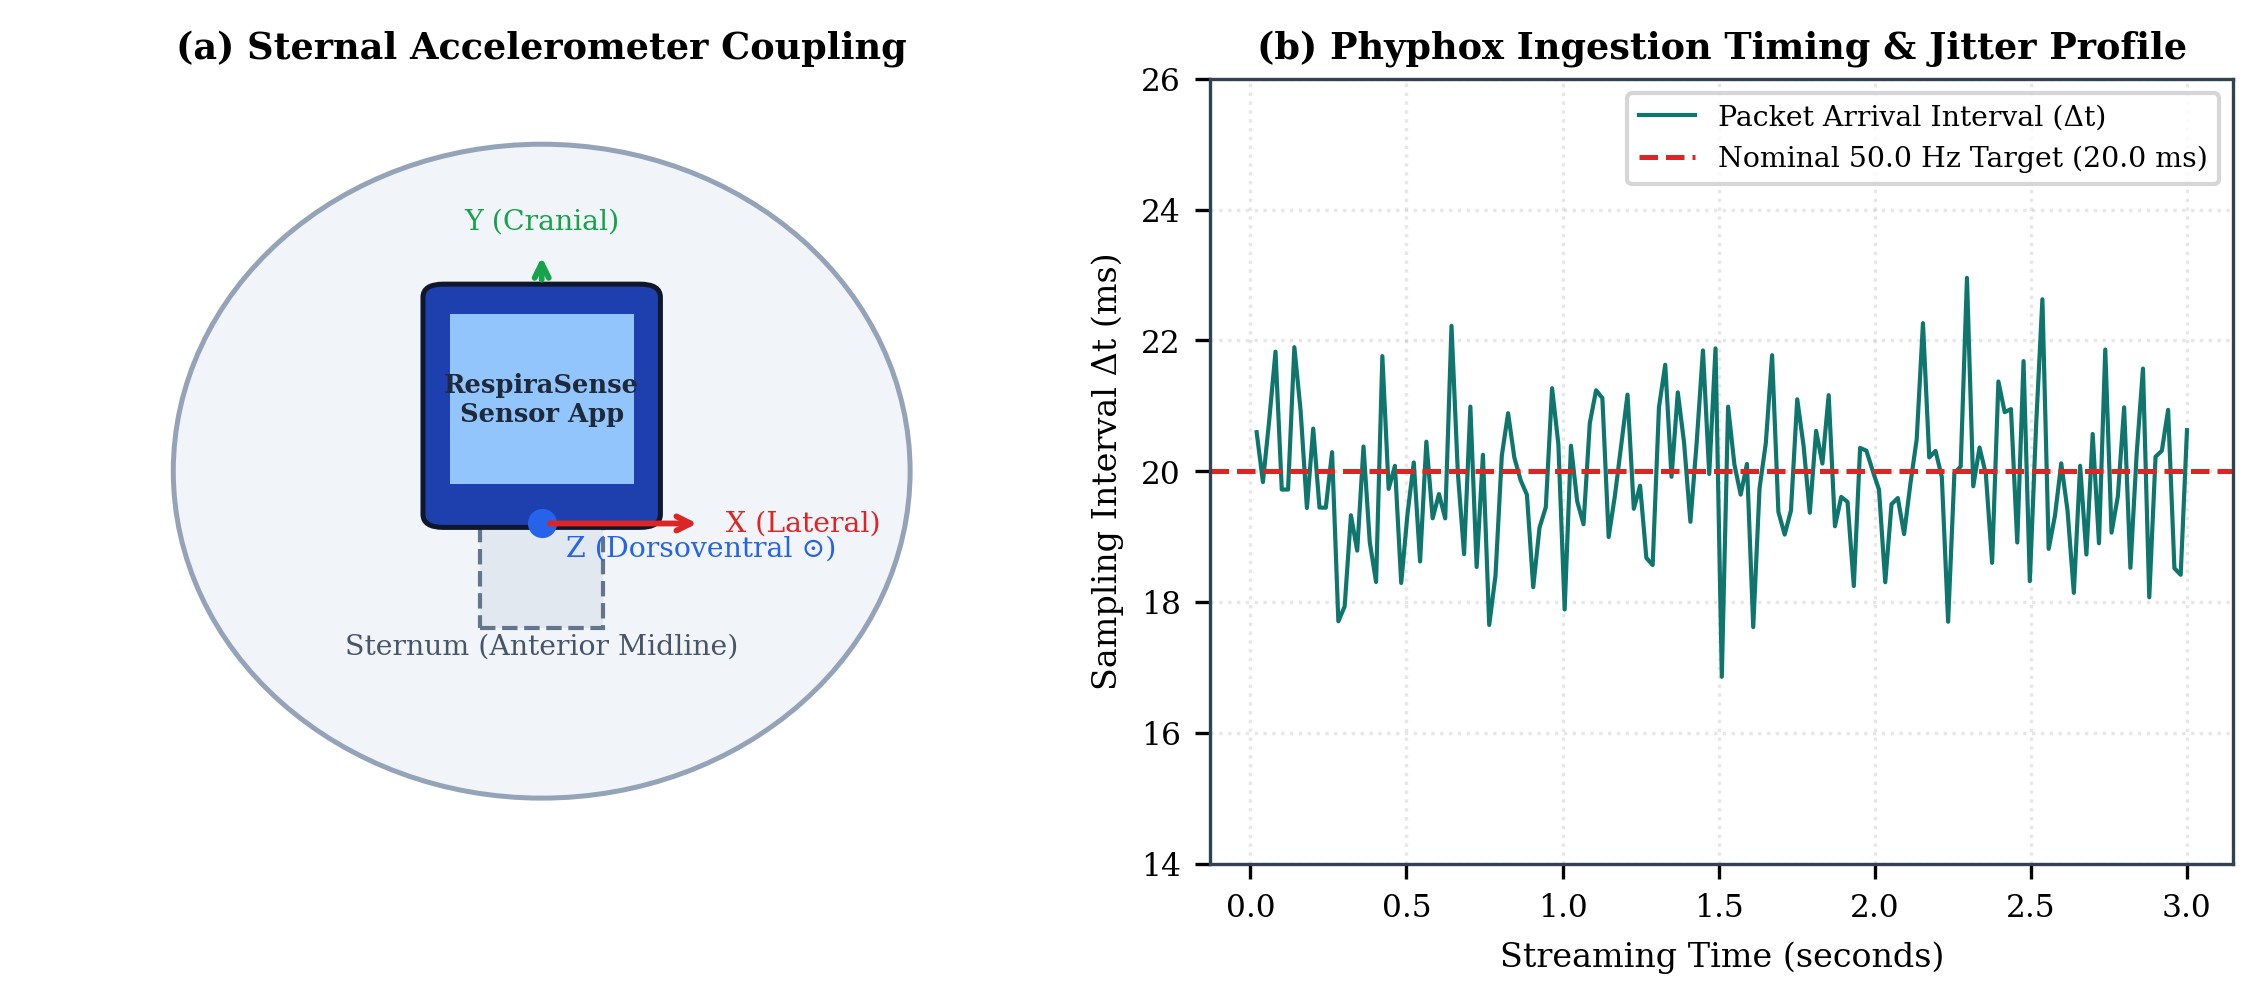 (a) Sternal Accelerometer Coupling
Y (Cranial)
RespiraSense
Sensor App
X (Lateral)
Z (Dorsoventral ⊙)
Sternum (Anterior Midline)
(b) Phyphox Ingestion Timing & Jitter Profile
Packet Arrival Interval (Δt)
Nominal 50.0 Hz Target (20.0 ms)
Sampling Interval Δt (ms)
26
24
22
20
18
16
14
0.0 0.5 1.0 1.5 2.0 2.5 3.0
Streaming Time (seconds)